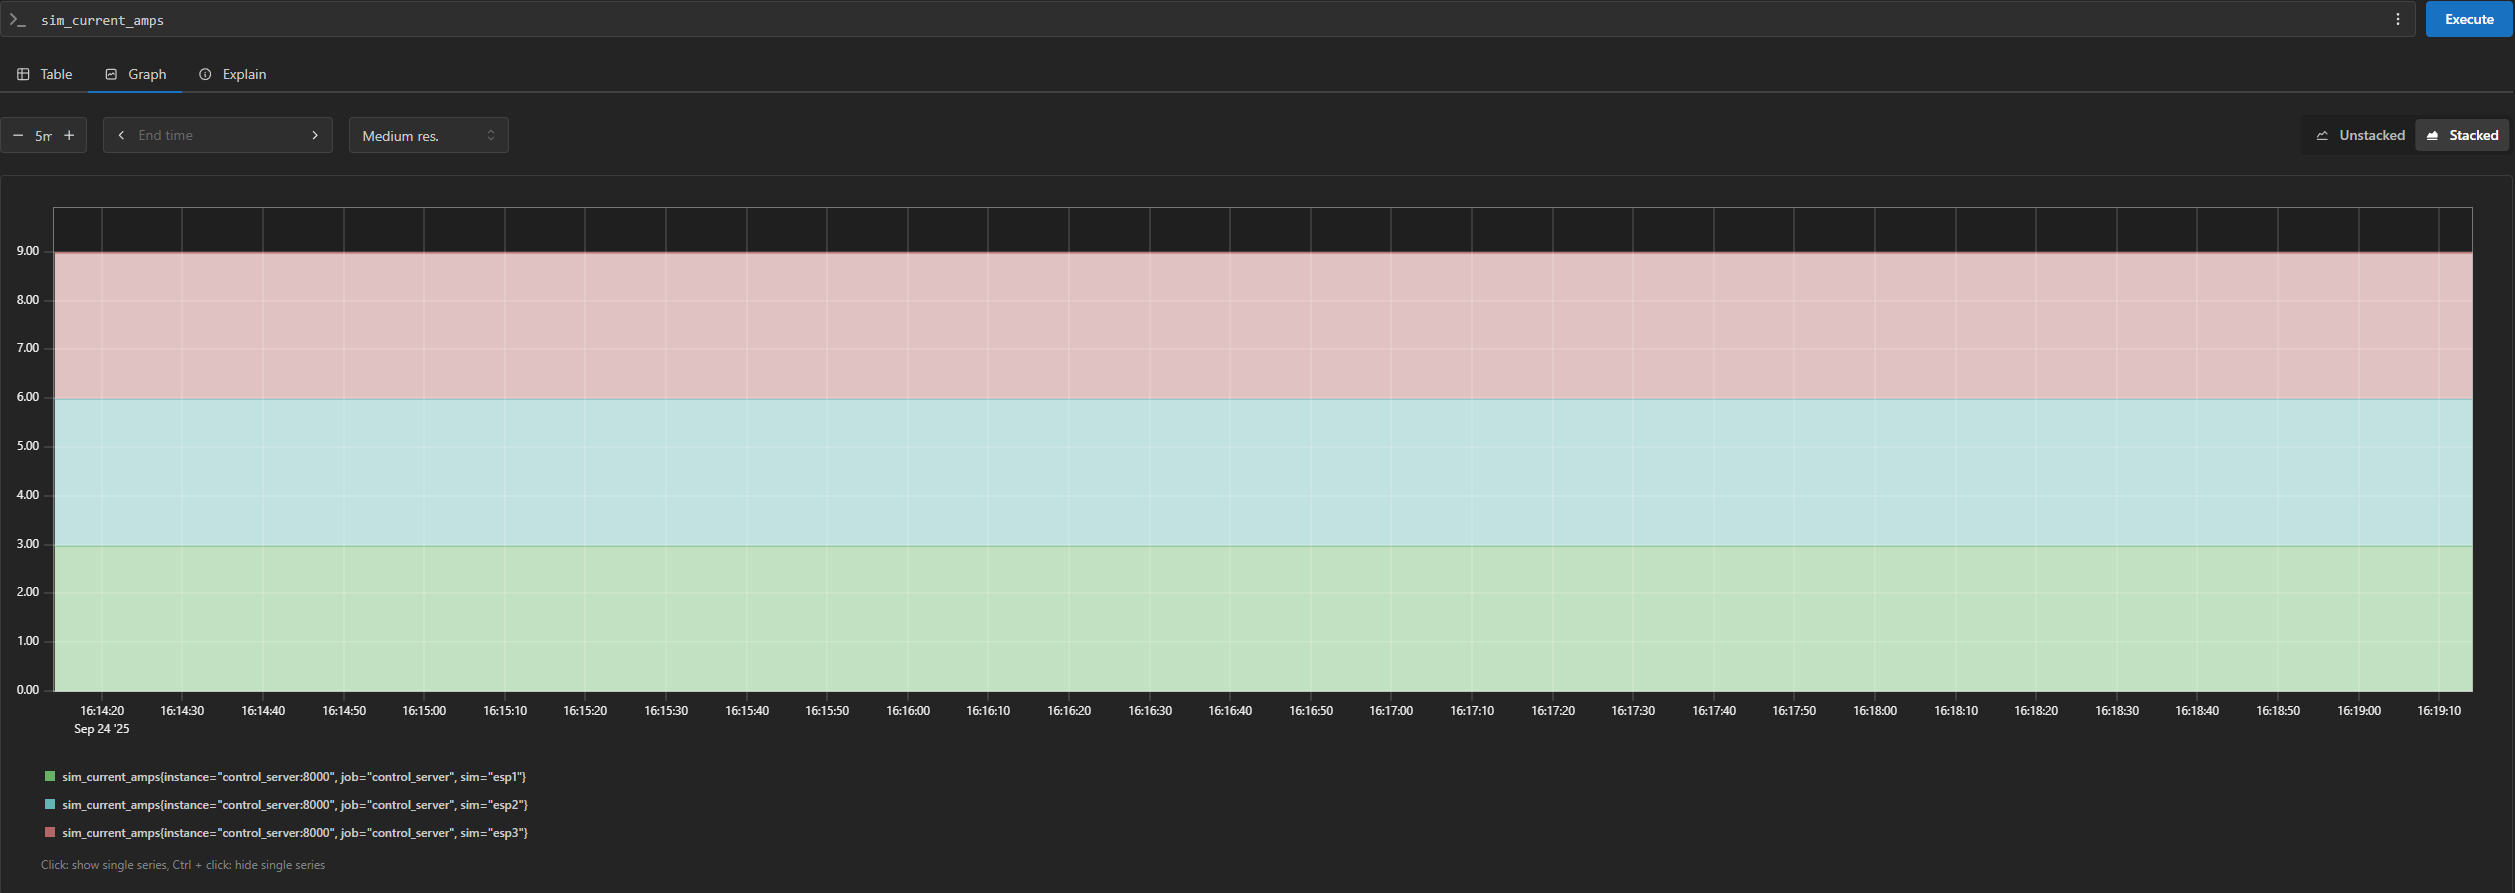 sim_current_amps
Execute
Table Graph Explain
5m End time Medium res. Unstacked Stacked
9.00
8.00
7.00
6.00
5.00
4.00
3.00
2.00
1.00
0.00
16:14:20 16:14:30 16:14:40 16:14:50 16:15:00 16:15:10 16:15:20 16:15:30 16:15:40 16:15:50 16:16:00 16:16:10 16:16:20 16:16:30 16:16:40 16:16:50 16:17:00 16:17:10 16:17:20 16:17:30 16:17:40 16:17:50 16:18:00 16:18:10 16:18:20 16:18:30 16:18:40 16:18:50 16:19:00 16:19:10
Sep 24 '25
sim_current_amps{instance="control_server:8000", job="control_server", sim="esp1"}
sim_current_amps{instance="control_server:8000", job="control_server", sim="esp2"}
sim_current_amps{instance="control_server:8000", job="control_server", sim="esp3"}
Click: show single series, Ctrl + click: hide single series